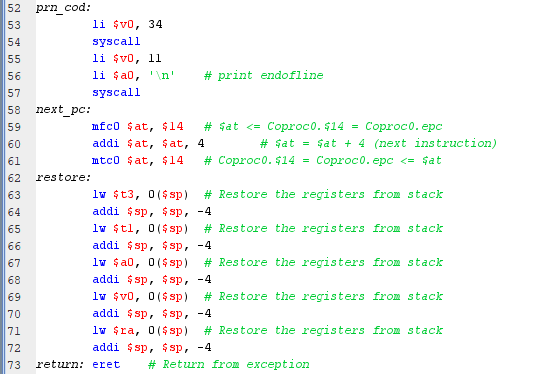 52 prn_cod:
53 li $v0, 34
54 syscall
55 li $v0, 11
56 li $a0, '\n' # print endofline
57 syscall
58 next_pc:
59 mfc0 $at, $14 # $at <= Coproc0.$14 = Coproc0.epc
60 addi $at, $at, 4 # $at = $at + 4 (next instruction)
61 mtc0 $at, $14 # Coproc0.$14 = Coproc0.epc <= $at
62 restore:
63 lw $t3, 0($sp) # Restore the registers from stack
64 addi $sp, $sp, -4
65 lw $t1, 0($sp) # Restore the registers from stack
66 addi $sp, $sp, -4
67 lw $a0, 0($sp) # Restore the registers from stack
68 addi $sp, $sp, -4
69 lw $v0, 0($sp) # Restore the registers from stack
70 addi $sp, $sp, -4
71 lw $ra, 0($sp) # Restore the registers from stack
72 addi $sp, $sp, -4
73 return: eret # Return from exception